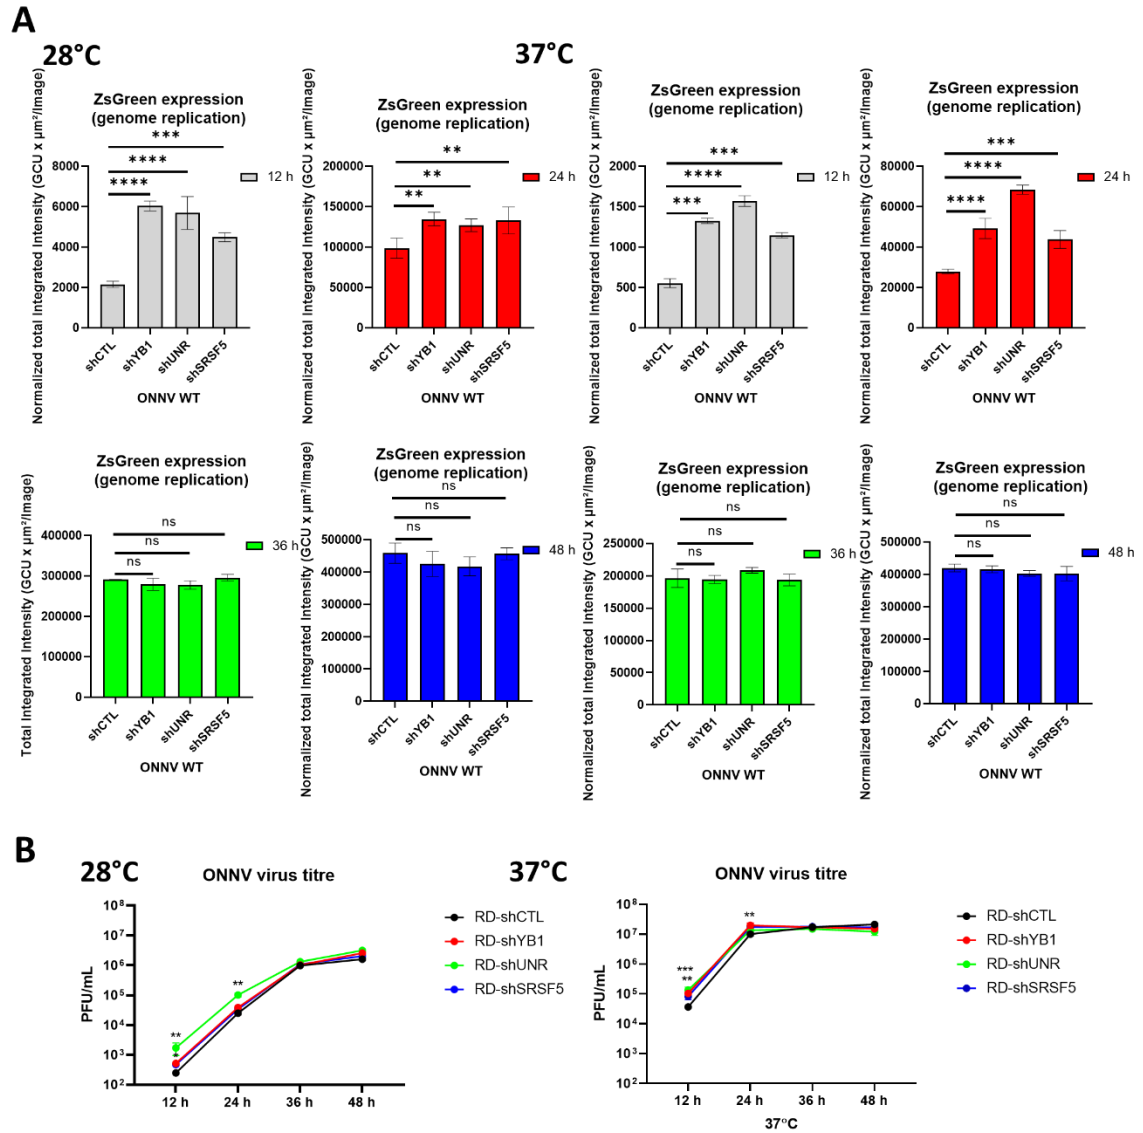 A
28°C
37°C
ZsGreen expression
(genome replication)
Normalized total Integrated Intensity (GCU x µm²/Image)
8000
6000
4000
2000
0
***
****
****
12 h
shCTL
shYB1
shUNR
shSRSF5
ONNV WT
ZsGreen expression
(genome replication)
Normalized total Integrated Intensity (GCU x µm²/Image)
200000
150000
100000
50000
0
**
**
**
24 h
shCTL
shYB1
shUNR
shSRSF5
ONNV WT
ZsGreen expression
(genome replication)
Normalized total Integrated Intensity (GCU x µm²/Image)
2000
1500
1000
500
0
***
****
***
12 h
shCTL
shYB1
shUNR
shSRSF5
ONNV WT
ZsGreen expression
(genome replication)
Normalized total Integrated Intensity (GCU x µm²/Image)
80000
60000
40000
20000
0
***
****
****
24 h
shCTL
shYB1
shUNR
shSRSF5
ONNV WT
ZsGreen expression
(genome replication)
Total Integrated Intensity (GCU x µm²/Image)
400000
300000
200000
100000
0
ns
ns
ns
36 h
shCTL
shYB1
shUNR
shSRSF5
ONNV WT
ZsGreen expression
(genome replication)
Normalized total Integrated Intensity (GCU x µm²/Image)
500000
400000
300000
200000
100000
0
ns
ns
ns
48 h
shCTL
shYB1
shUNR
shSRSF5
ONNV WT
ZsGreen expression
(genome replication)
Normalized total Integrated Intensity (GCU x µm²/Image)
250000
200000
150000
100000
50000
0
ns
ns
ns
36 h
shCTL
shYB1
shUNR
shSRSF5
ONNV WT
ZsGreen expression
(genome replication)
Normalized total Integrated Intensity (GCU x µm²/Image)
500000
400000
300000
200000
100000
0
ns
ns
ns
48 h
shCTL
shYB1
shUNR
shSRSF5
ONNV WT
B
28°C
37°C
ONNV virus titre
PFU/mL
10⁸
10⁷
10⁶
10⁵
10⁴
10³
10²
**
*
**
12 h
24 h
36 h
48 h
RD-shCTL
RD-shYB1
RD-shUNR
RD-shSRSF5
ONNV virus titre
PFU/mL
10⁸
10⁷
10⁶
10⁵
10⁴
10³
10²
***
**
**
12 h
24 h
36 h
48 h
37°C
RD-shCTL
RD-shYB1
RD-shUNR
RD-shSRSF5